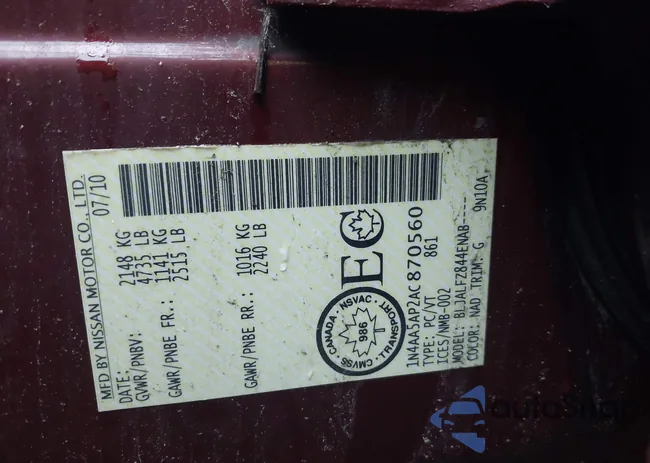 MFD BY NISSAN MOTOR CO., LTD.
DATE: 07/10
GVWR/PNBV: 2148 KG
4735 LB
GAWR/PNBE FR: 1141 KG
2515 LB
GAWR/PNBE RR: 1016 KG
2240 LB
CANADA · NSVAC · TRANSPORT · CMVSS
986
EC
1N4AA5AP2AC870560
TYPE: PC/VT 861
ICES/NMB-002
MODEL: BLJALFZ844ENAB----
COLOR: NAD TRIM: G 9N10A
AutoSnap